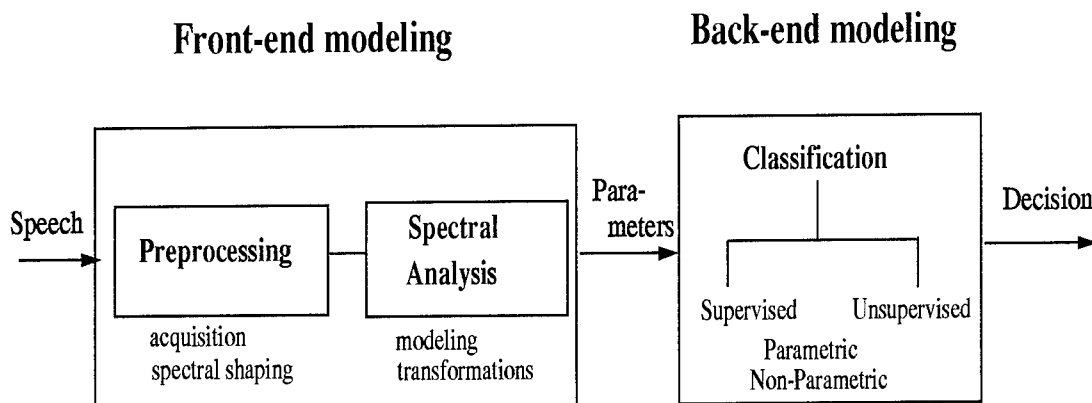 Front-end modeling
Back-end modeling
Speech
Preprocessing
acquisition
spectral shaping
Spectral
Analysis
modeling
transformations
Para-
meters
Classification
Supervised
Unsupervised
Parametric
Non-Parametric
Decision